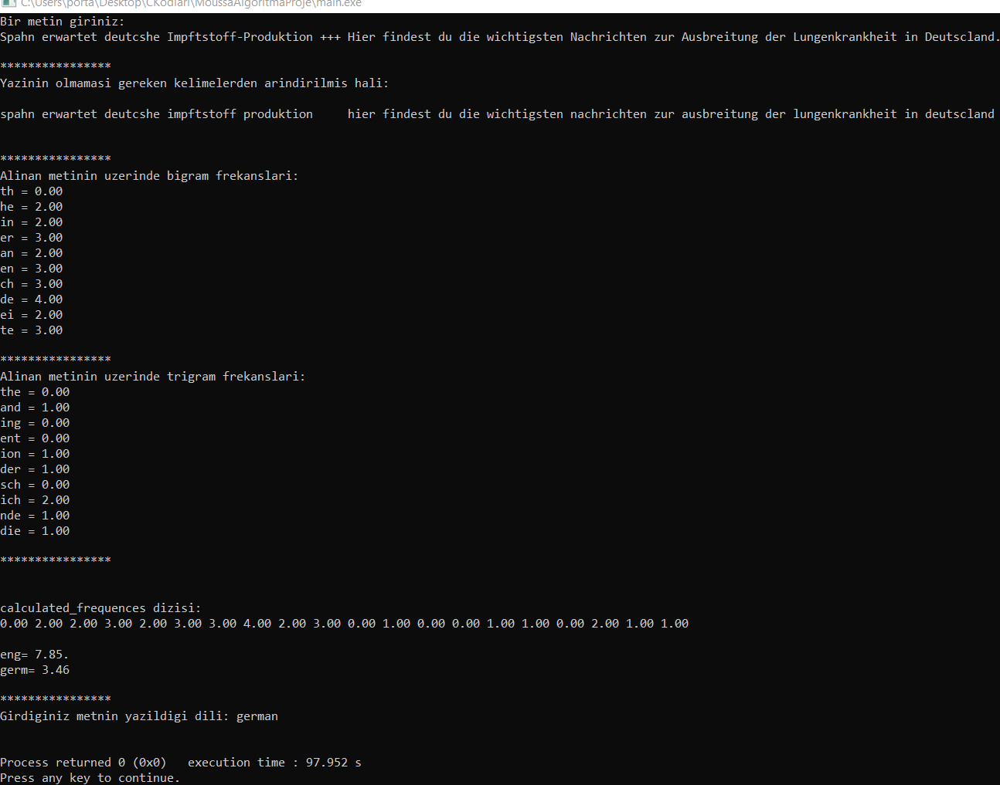 C:\Users\porta\Desktop\CKodlari\MoussaAlgoritmaProje\main.exe
Bir metin giriniz:
Spahn erwartet deutcshe Impftstoff-Produktion +++ Hier findest du die wichtigsten Nachrichten zur Ausbreitung der Lungenkrankheit in Deutscland.
****************
Yazinin olmamasi gereken kelimelerden arindirilmis hali:
spahn erwartet deutcshe impftstoff produktion     hier findest du die wichtigsten nachrichten zur ausbreitung der lungenkrankheit in deutscland
****************
Alinan metinin uzerinde bigram frekanslari:
th = 0.00
he = 2.00
in = 2.00
er = 3.00
an = 2.00
en = 3.00
ch = 3.00
de = 4.00
ei = 2.00
te = 3.00
****************
Alinan metinin uzerinde trigram frekanslari:
the = 0.00
and = 1.00
ing = 0.00
ent = 0.00
ion = 1.00
der = 1.00
sch = 0.00
ich = 2.00
nde = 1.00
die = 1.00
****************
calculated_frequences dizisi:
0.00 2.00 2.00 3.00 2.00 3.00 3.00 4.00 2.00 3.00 0.00 1.00 0.00 0.00 1.00 1.00 0.00 2.00 1.00 1.00
eng= 7.85.
germ= 3.46
****************
Girdiginiz metnin yazildigi dili: german
Process returned 0 (0x0)   execution time : 97.952 s
Press any key to continue.